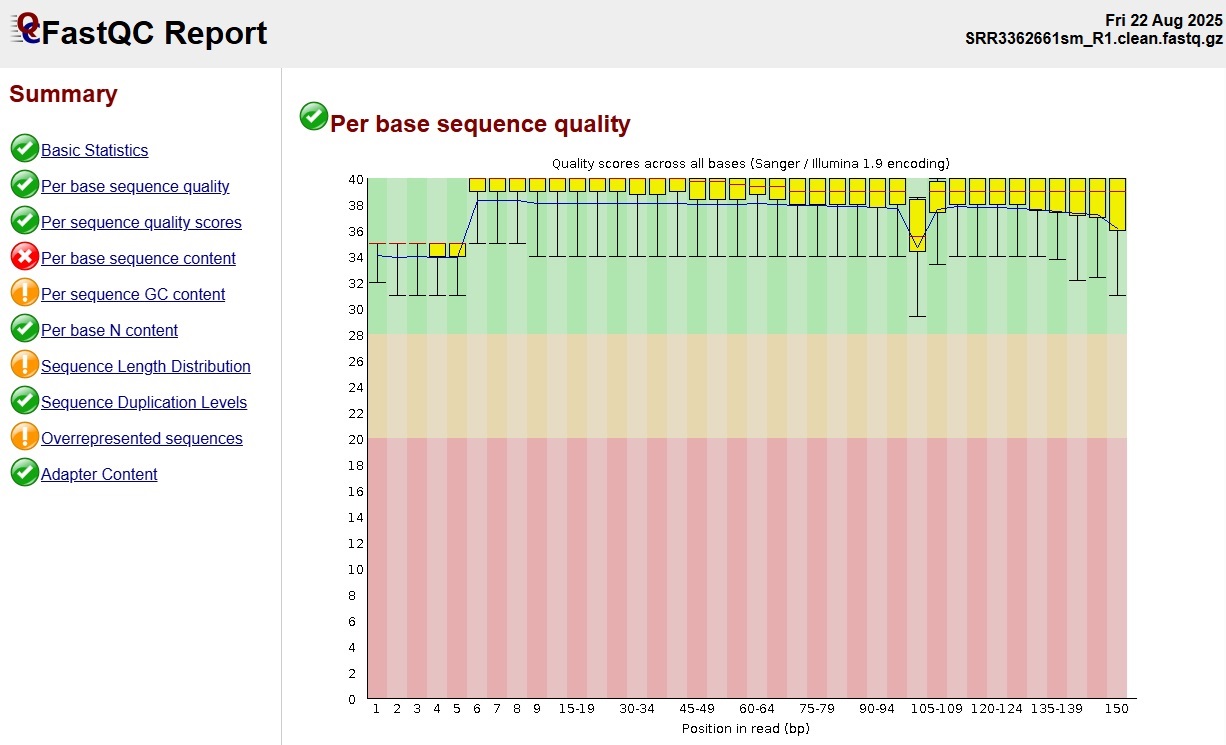 FastQC Report
Fri 22 Aug 2025
SRR3362661sm_R1.clean.fastq.gz
Summary
Basic Statistics
Per base sequence quality
Per sequence quality scores
Per base sequence content
Per sequence GC content
Per base N content
Sequence Length Distribution
Sequence Duplication Levels
Overrepresented sequences
Adapter Content
Per base sequence quality
Quality scores across all bases (Sanger / Illumina 1.9 encoding)
40
38
36
34
32
30
28
26
24
22
20
18
16
14
12
10
8
6
4
2
0
1 2 3 4 5 6 7 8 9 15-19 30-34 45-49 60-64 75-79 90-94 105-109 120-124 135-139 150
Position in read (bp)